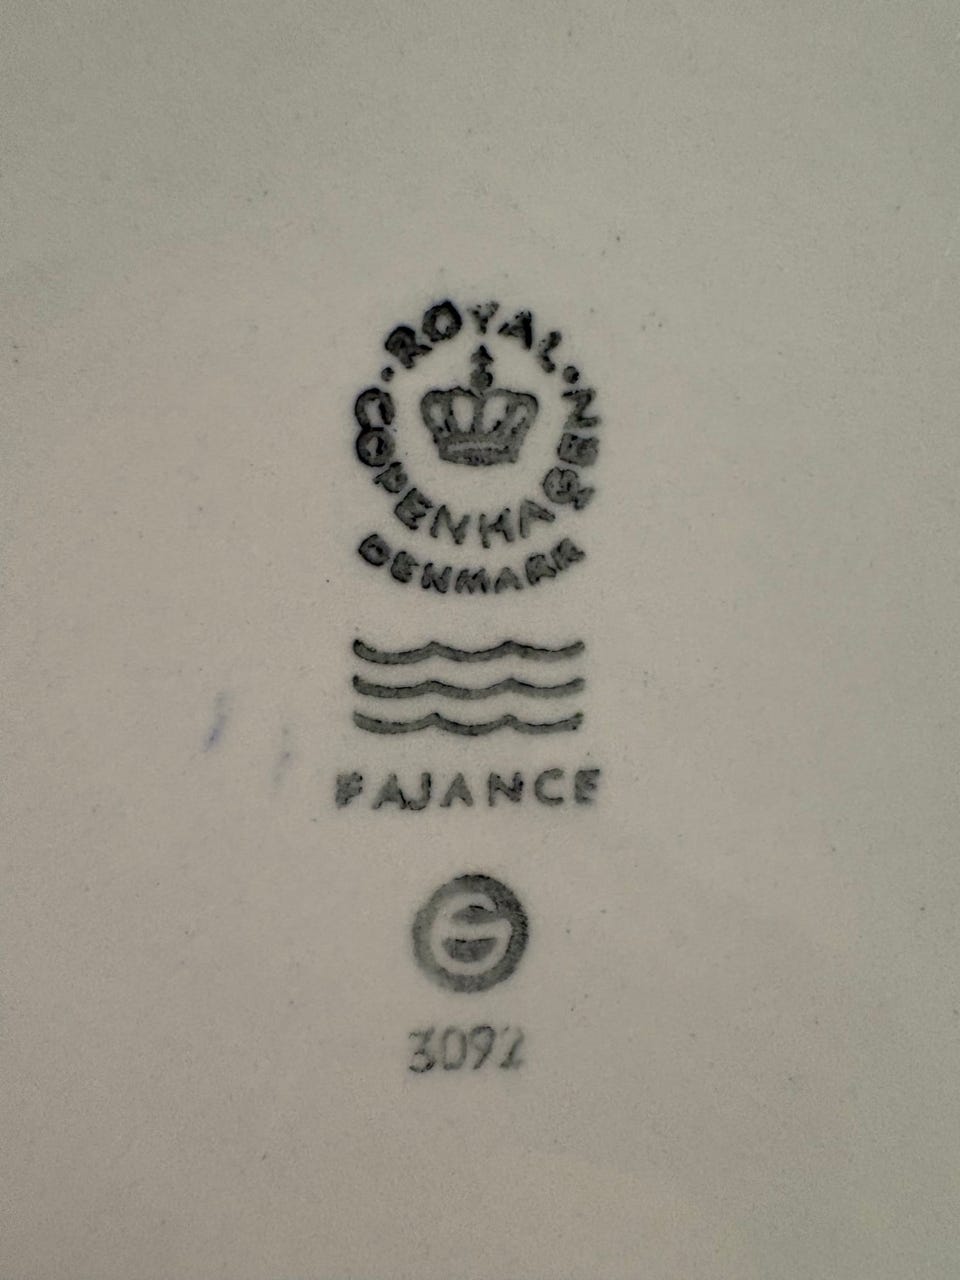 ROYAL
COPENHAGEN
DENMARK
FAJANCE
3092